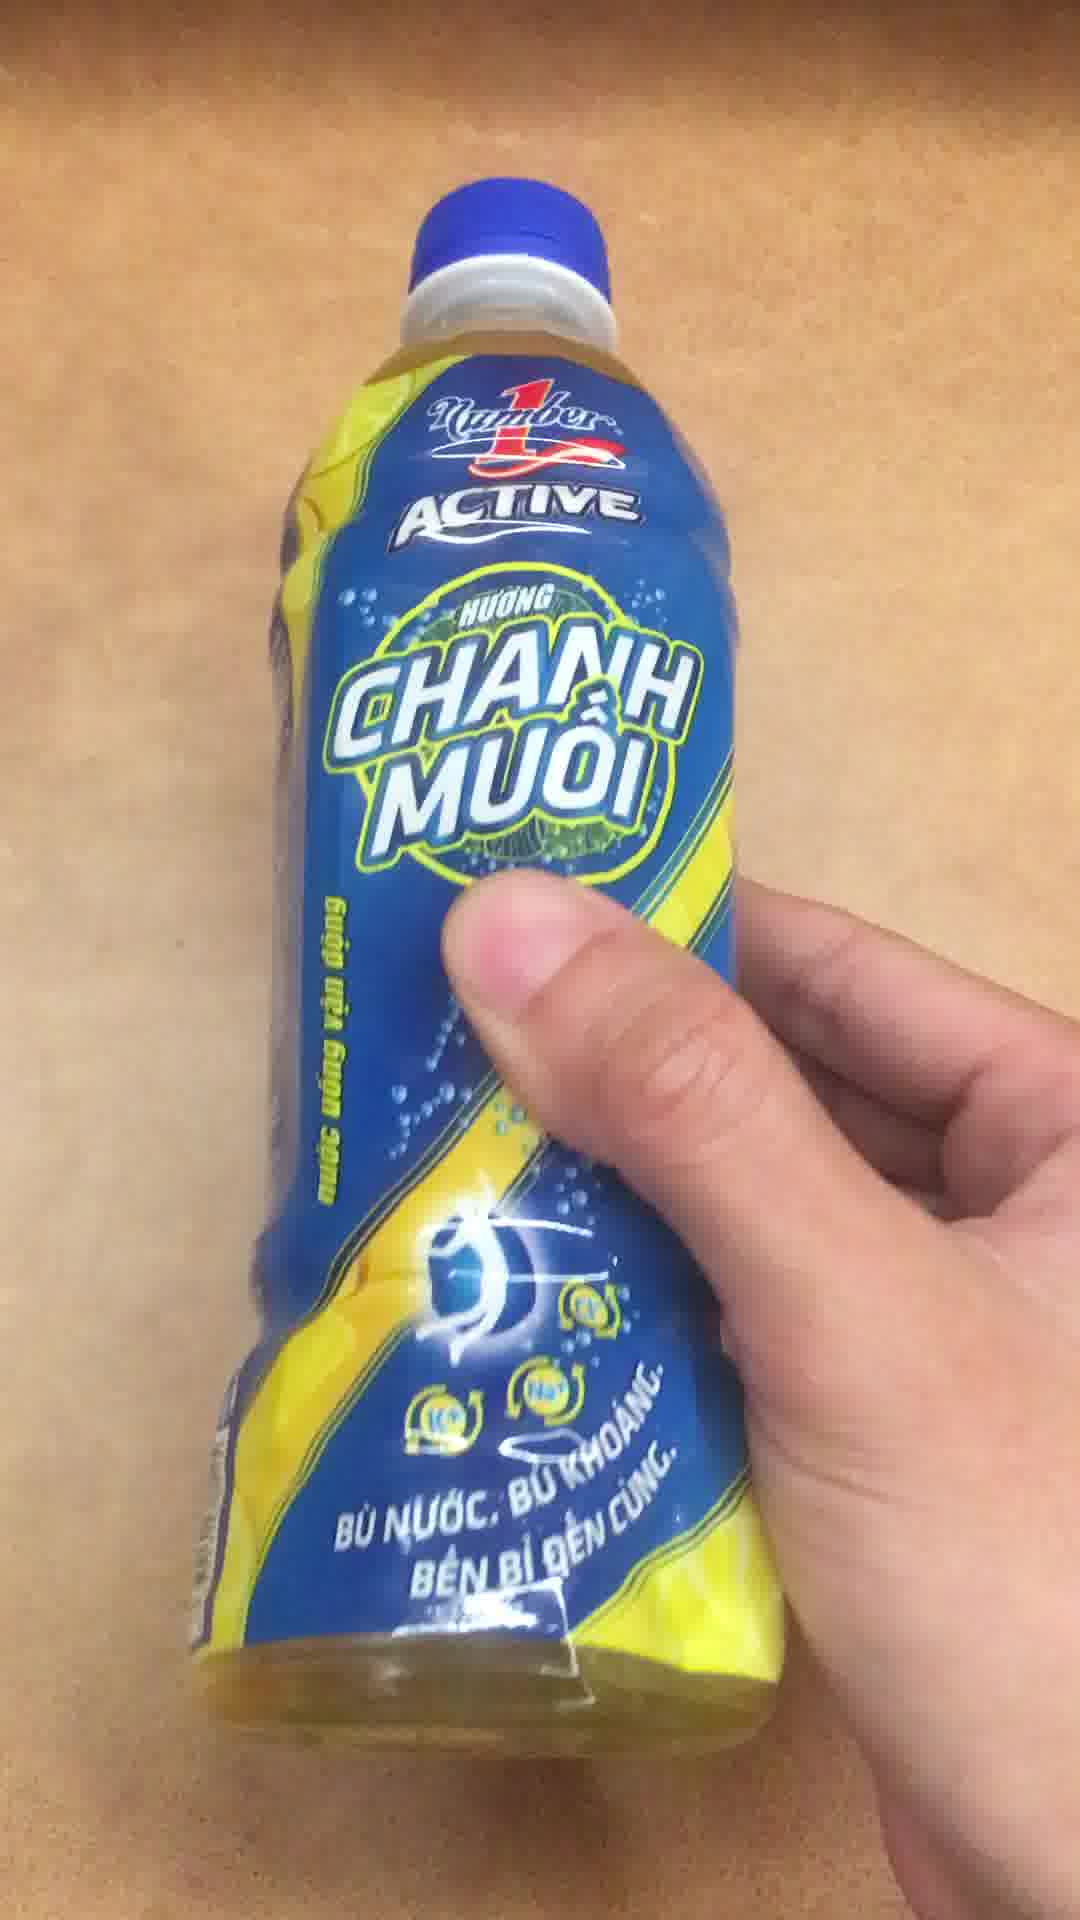 Number 1
ACTIVE
HƯƠNG
CHANH
MUỐI
nước uống vận động
Na+
K+
BÙ NƯỚC, BÙ KHOÁNG.
BỀN BỈ ĐẾN CÙNG.